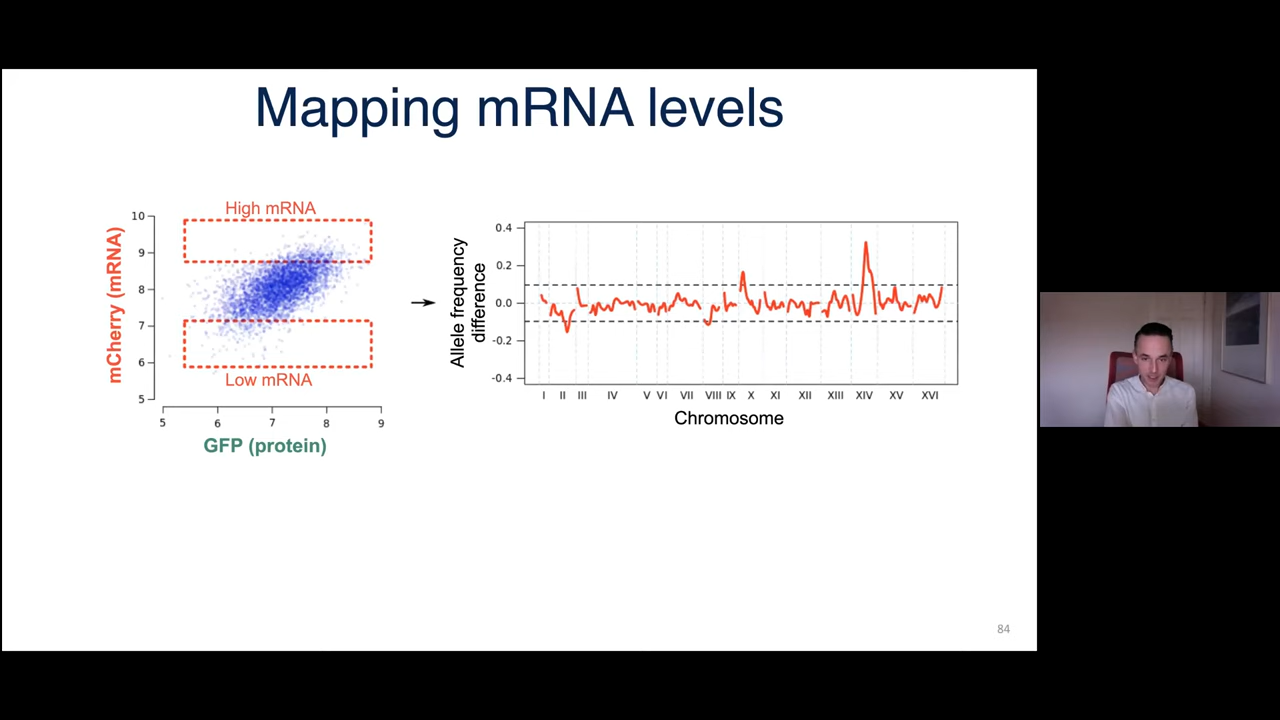 Mapping mRNA levels
High mRNA
mCherry (mRNA)
10
9
8
7
6
5
Low mRNA
5 6 7 8 9
GFP (protein)
Allele frequency
difference
0.4
0.2
0.0
-0.2
-0.4
I II III IV V VI VII VIII IX X XI XII XIII XIV XV XVI
Chromosome
84